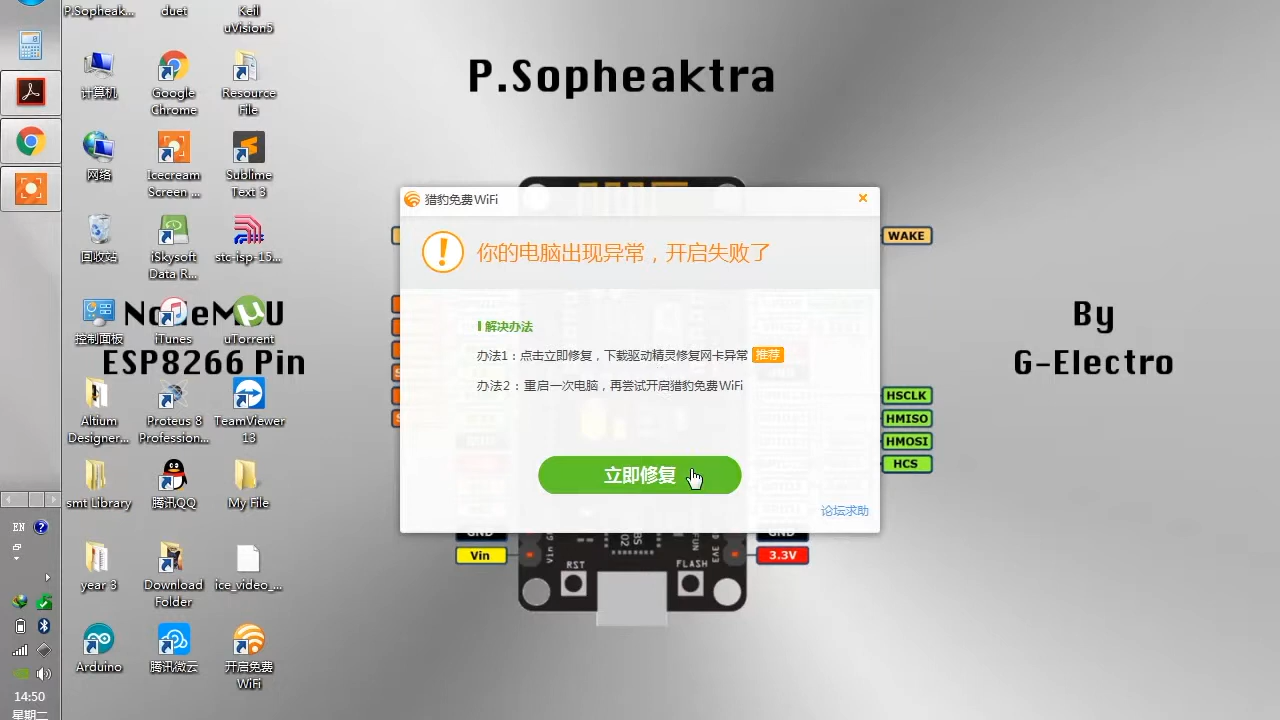 P.Sopheak...
duet
Keil
uVision5
计算机
Google
Chrome
Resource
File
网络
Icecream
Screen ...
Sublime
Text 3
回收站
iSkysoft
Data R...
stc-isp-15...
控制面板
iTunes
uTorrent
Altium
Designer...
Proteus 8
Profession...
TeamViewer
13
smt Library
腾讯QQ
My File
year 3
Download
Folder
ice_video_...
Arduino
腾讯微云
开启免费
WiFi
EN
14:50
星期二
P.Sopheaktra
ESP8266 Pin
By
G-Electro
WAKE
HSCLK
HMISO
HMOSI
HCS
猎豹免费WiFi
你的电脑出现异常，开启失败了
解决办法
办法1：点击立即修复，下载驱动精灵修复网卡异常 推荐
办法2：重启一次电脑，再尝试开启猎豹免费WiFi
立即修复
论坛求助
GND
GND
Vin
3.3V
RST
FLASH